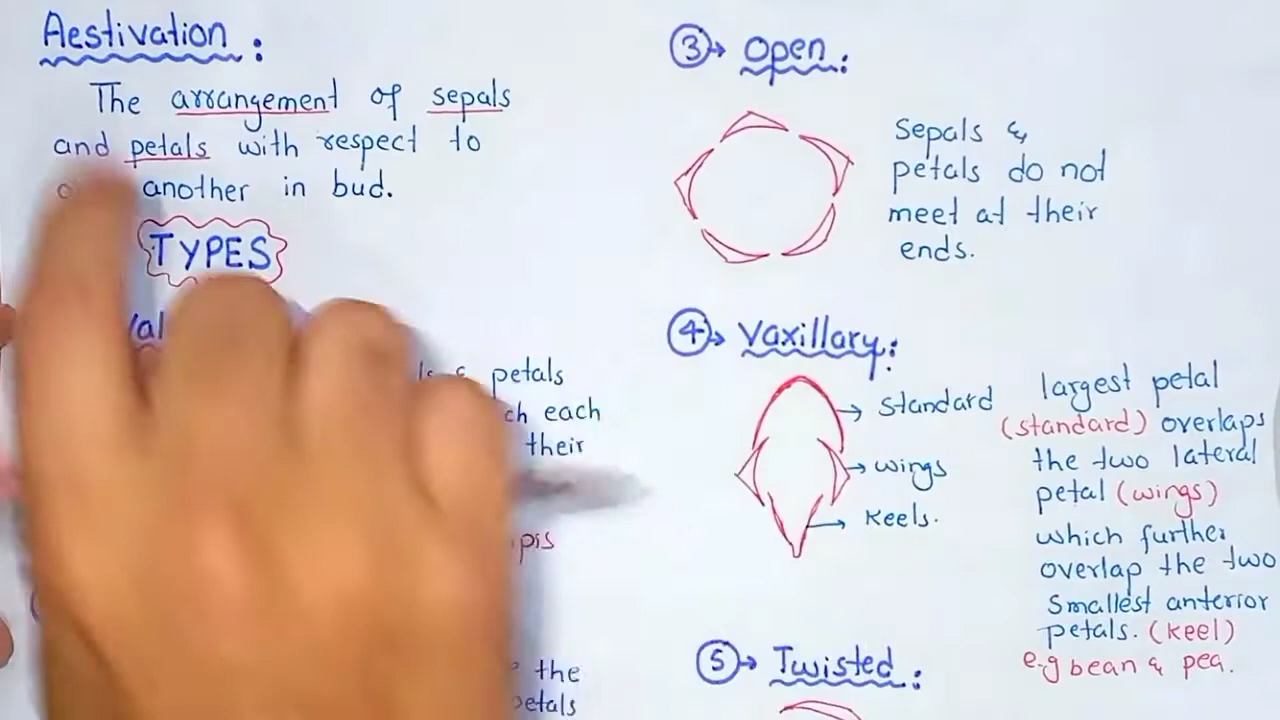 Aestivation :
The arrangement of sepals
and petals with respect to
another in bud.
TYPES
petals
each
their
the
petals
③→ Open :
Sepals &
petals do not
meet at their
ends.
④→ Vaxillary :
Standard
wings
Keels.
largest petal
(standard) overlaps
the two lateral
petal (wings)
which further
overlap the two
Smallest anterior
petals. (Keel)
e.g bean & pea.
⑤→ Twisted :